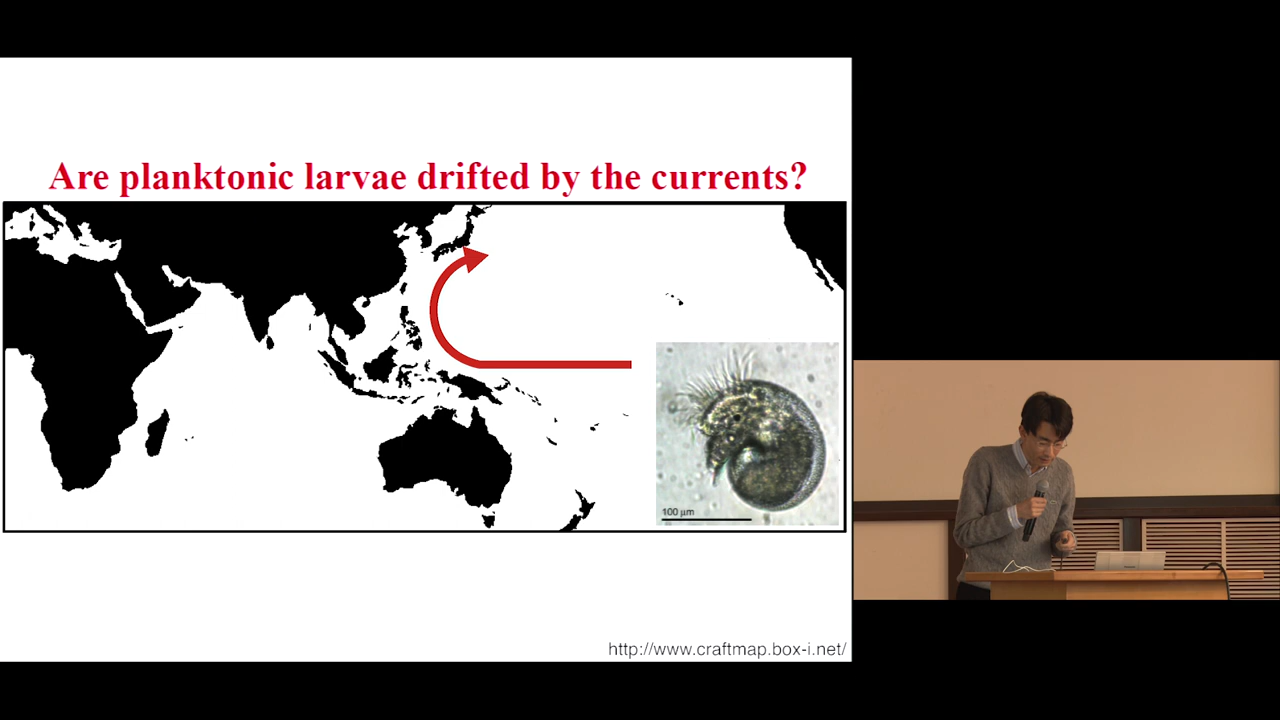 Are planktonic larvae drifted by the currents?
100 µm
http://www.craftmap.box-i.net/